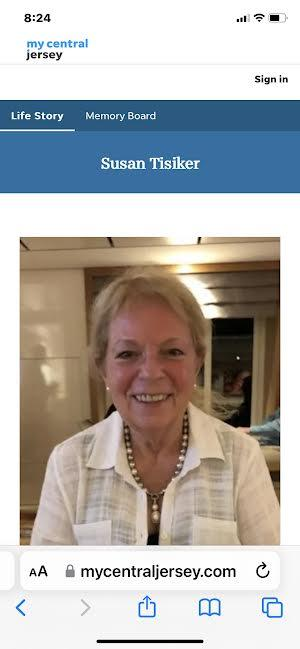 8:24
my central
jersey
Sign in
Life Story Memory Board
Susan Tisiker
AA mycentraljersey.com